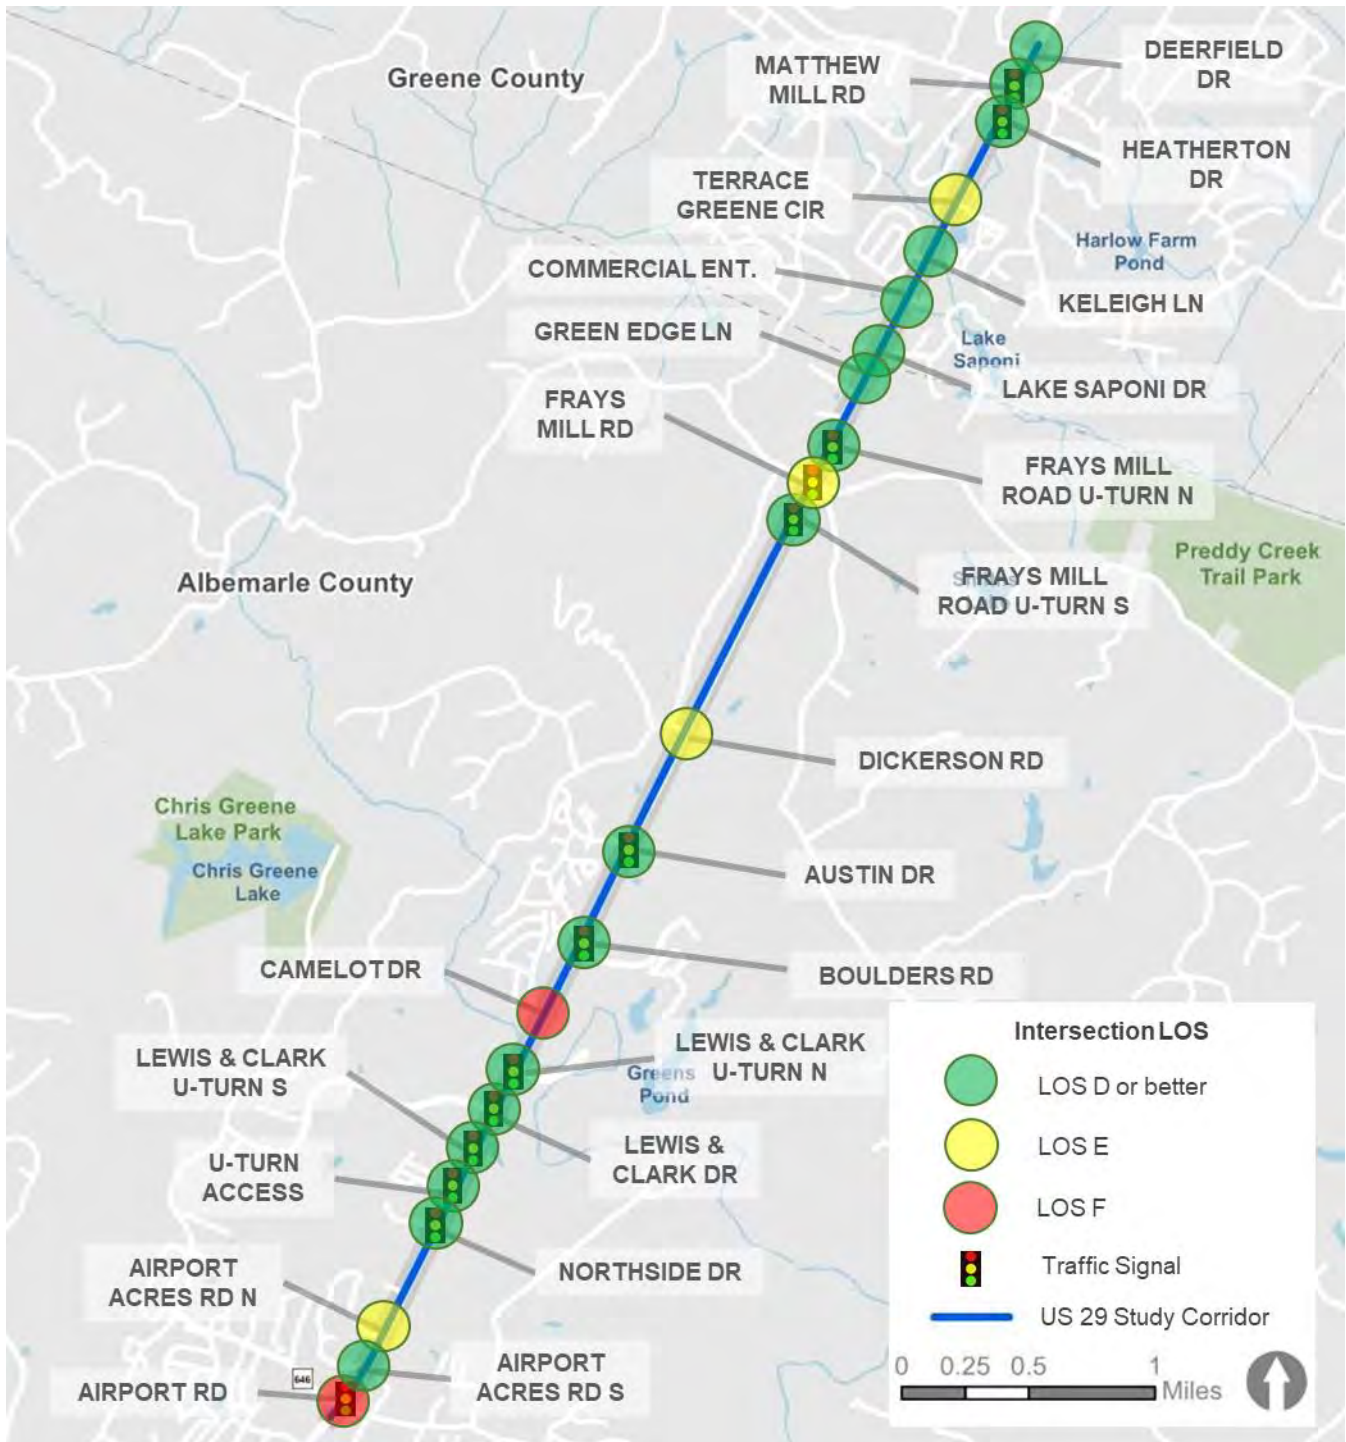 Greene County
MATTHEW
MILL RD
DEERFIELD
DR
HEATHERTON
DR
TERRACE
GREENE CIR
Harlow Farm
Pond
COMMERCIAL ENT.
KELEIGH LN
GREEN EDGE LN
Lake
Saponi
LAKE SAPONI DR
FRAYS
MILL RD
FRAYS MILL
ROAD U-TURN N
Preddy Creek
Trail Park
Albemarle County
FRAYS MILL
ROAD U-TURN S
DICKERSON RD
Chris Greene
Lake Park
Chris Greene
Lake
AUSTIN DR
CAMELOT DR
BOULDERS RD
LEWIS & CLARK
U-TURN S
LEWIS & CLARK
U-TURN N
Greens
Pond
U-TURN
ACCESS
LEWIS &
CLARK DR
AIRPORT
ACRES RD N
NORTHSIDE DR
646
AIRPORT RD
AIRPORT
ACRES RD S
Intersection LOS
LOS D or better
LOS E
LOS F
Traffic Signal
US 29 Study Corridor
0 0.25 0.5 1
Miles